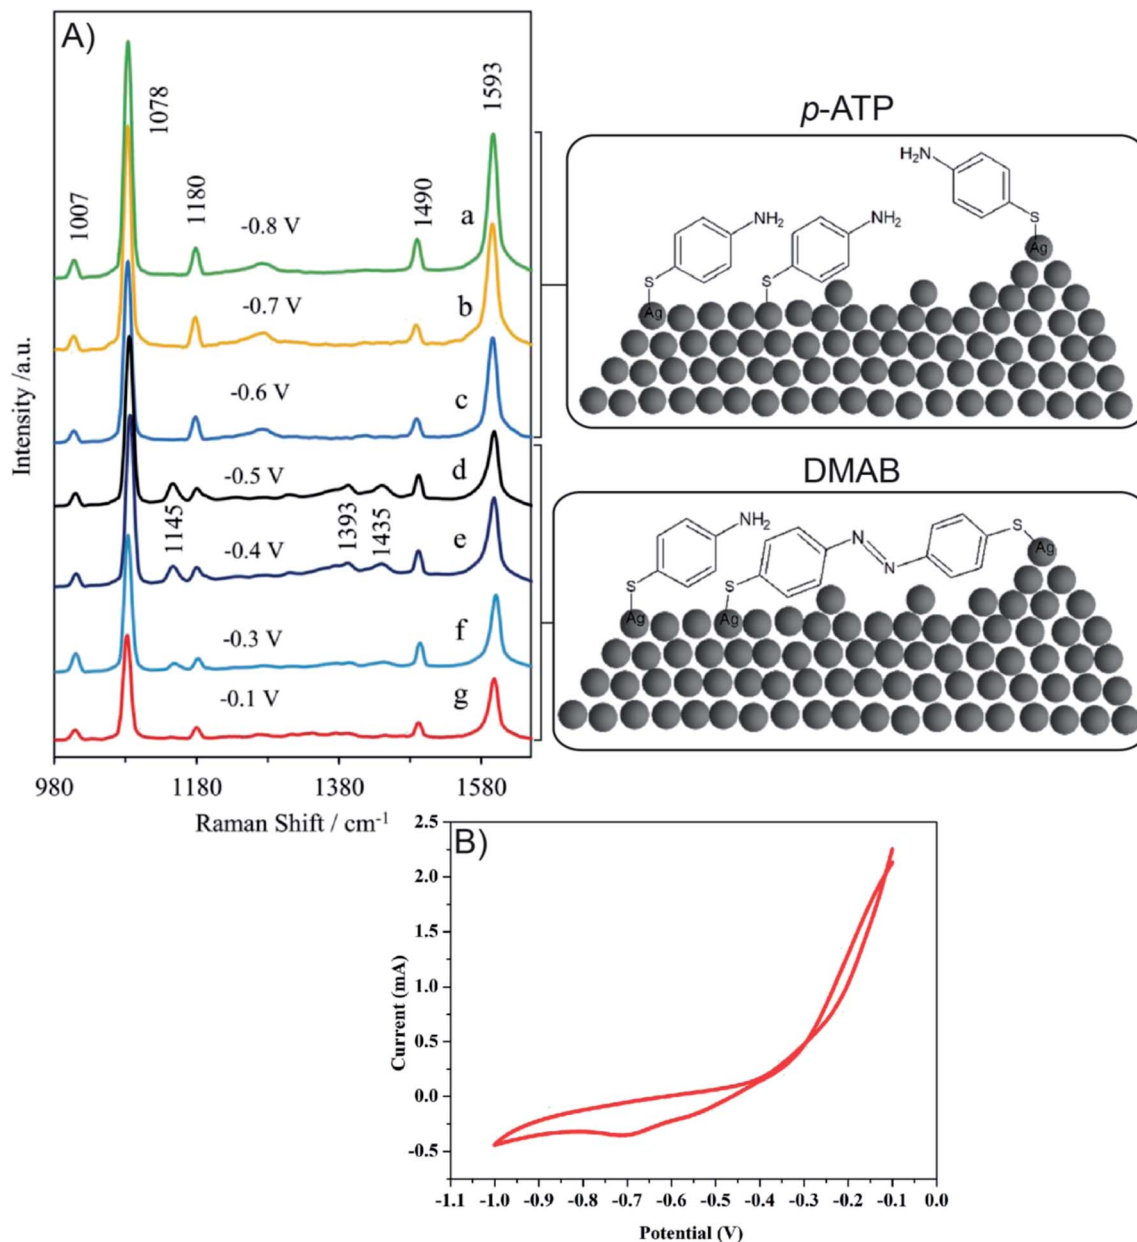 A)
1007
1078
1180
1490
1593
-0.8 V
a
-0.7 V
b
-0.6 V
c
-0.5 V
d
1145
1393
1435
-0.4 V
e
-0.3 V
f
-0.1 V
g
Intensity /a.u.
980
1180
1380
1580
Raman Shift / cm⁻¹
p-ATP
H₂N
S
Ag
NH₂
S
Ag
NH₂
S
DMAB
NH₂
S
Ag
N
N
S
Ag
S
Ag
B)
2.5
2.0
1.5
1.0
0.5
0.0
-0.5
Current (mA)
-1.1 -1.0 -0.9 -0.8 -0.7 -0.6 -0.5 -0.4 -0.3 -0.2 -0.1 0.0
Potential (V)